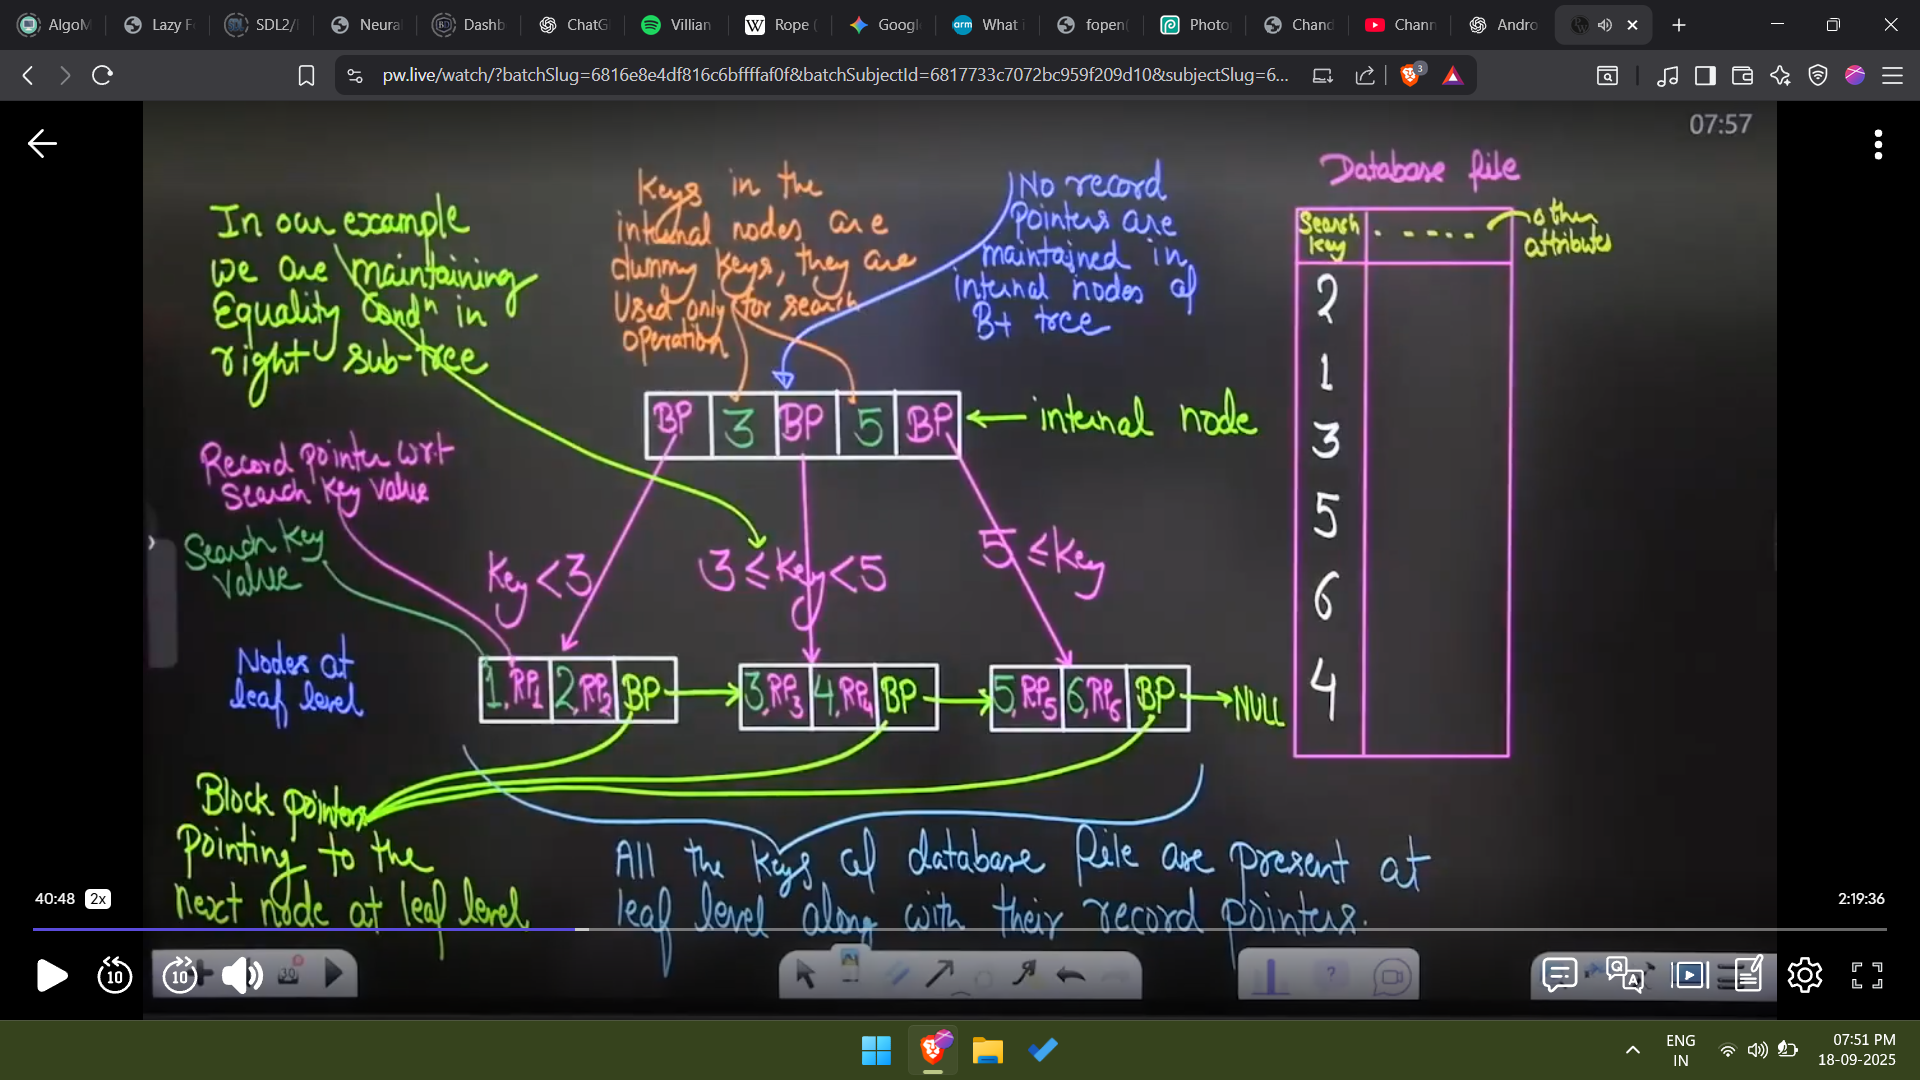 AlgoM
Lazy F
SDL2/
Neural
Dashb
ChatG
Villian
Rope (
Googl
What i
fopen(
Photo
Chand
Chann
Andro
pw.live/watch/?batchSlug=6816e8e4df816c6bffffaf0f&batchSubjectId=6817733c7072bc959f209d10&subjectSlug=6...
3
07:57
In our example
we are maintaining
Equality Condn in
right sub-tree
Keys in the
internal nodes are
dummy keys, they are
Used only for search
operation
No record
pointers are
maintained in
internal nodes of
B+ tree
Database file
Search
Key
other
attributes
2
1
3
5
6
4
BP 3 BP 5 BP
internal node
Record pointer w.r.t
Search key value
Search key
value
Key < 3
3 ≤ Key < 5
5 ≤ Key
Nodes at
leaf level
1,RP1 2,RP2 BP
3,RP3 4,RP4 BP
5,RP5 6,RP6 BP
NULL
Block pointers
pointing to the
next node at leaf level
All the keys of database file are present at
leaf level along with their record pointers.
40:48 2x
2:19:36
10
10
30
ENG
IN
07:51 PM
18-09-2025